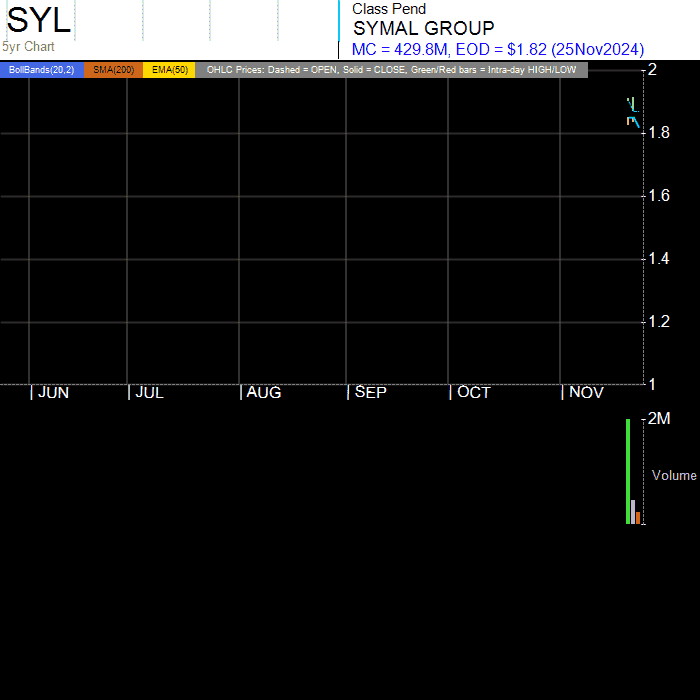 SYL
5yr Chart
Class Pend
SYMAL GROUP
MC = 429.8M, EOD = $1.82 (25Nov2024)
BollBands(20,2) SMA(200) EMA(50) OHLC Prices: Dashed = OPEN, Solid = CLOSE, Green/Red bars = Intra-day HIGH/LOW
2
1.8
1.6
1.4
1.2
1
| JUN | JUL | AUG | SEP | OCT | NOV
2M
Volume